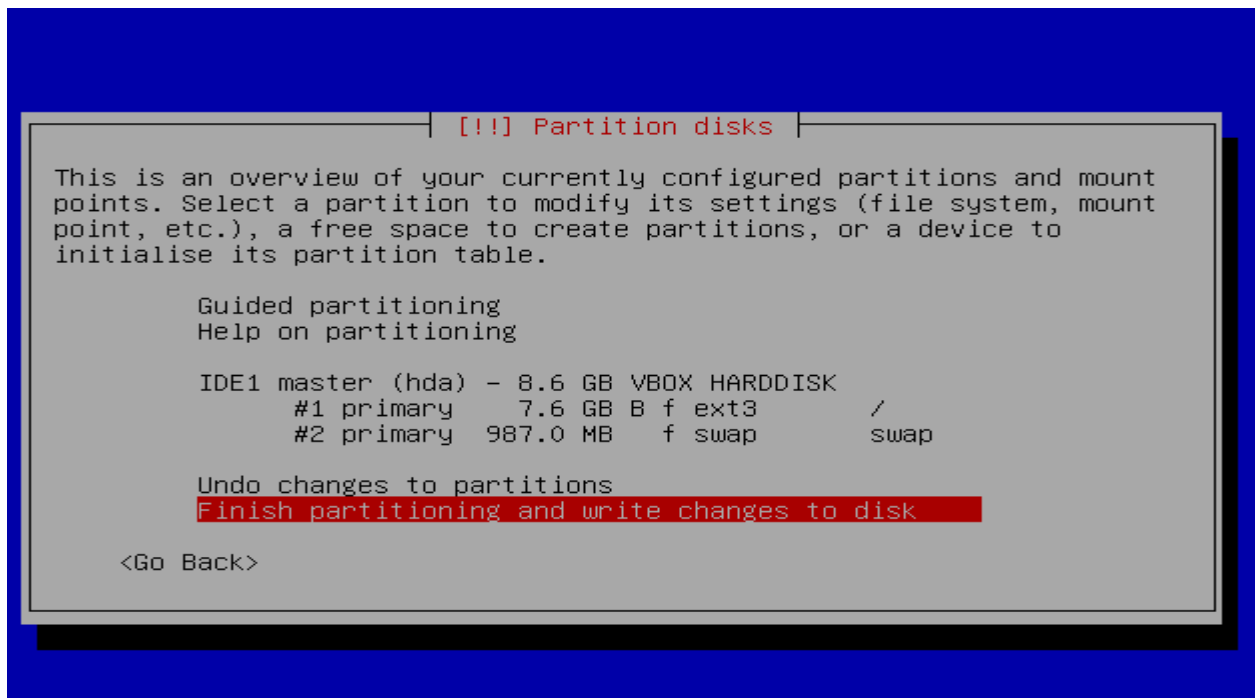 [!!] Partition disks
This is an overview of your currently configured partitions and mount
points. Select a partition to modify its settings (file system, mount
point, etc.), a free space to create partitions, or a device to
initialise its partition table.
Guided partitioning
Help on partitioning
IDE1 master (hda) – 8.6 GB VBOX HARDDISK
#1 primary 7.6 GB B f ext3 /
#2 primary 987.0 MB f swap swap
Undo changes to partitions
Finish partitioning and write changes to disk
<Go Back>